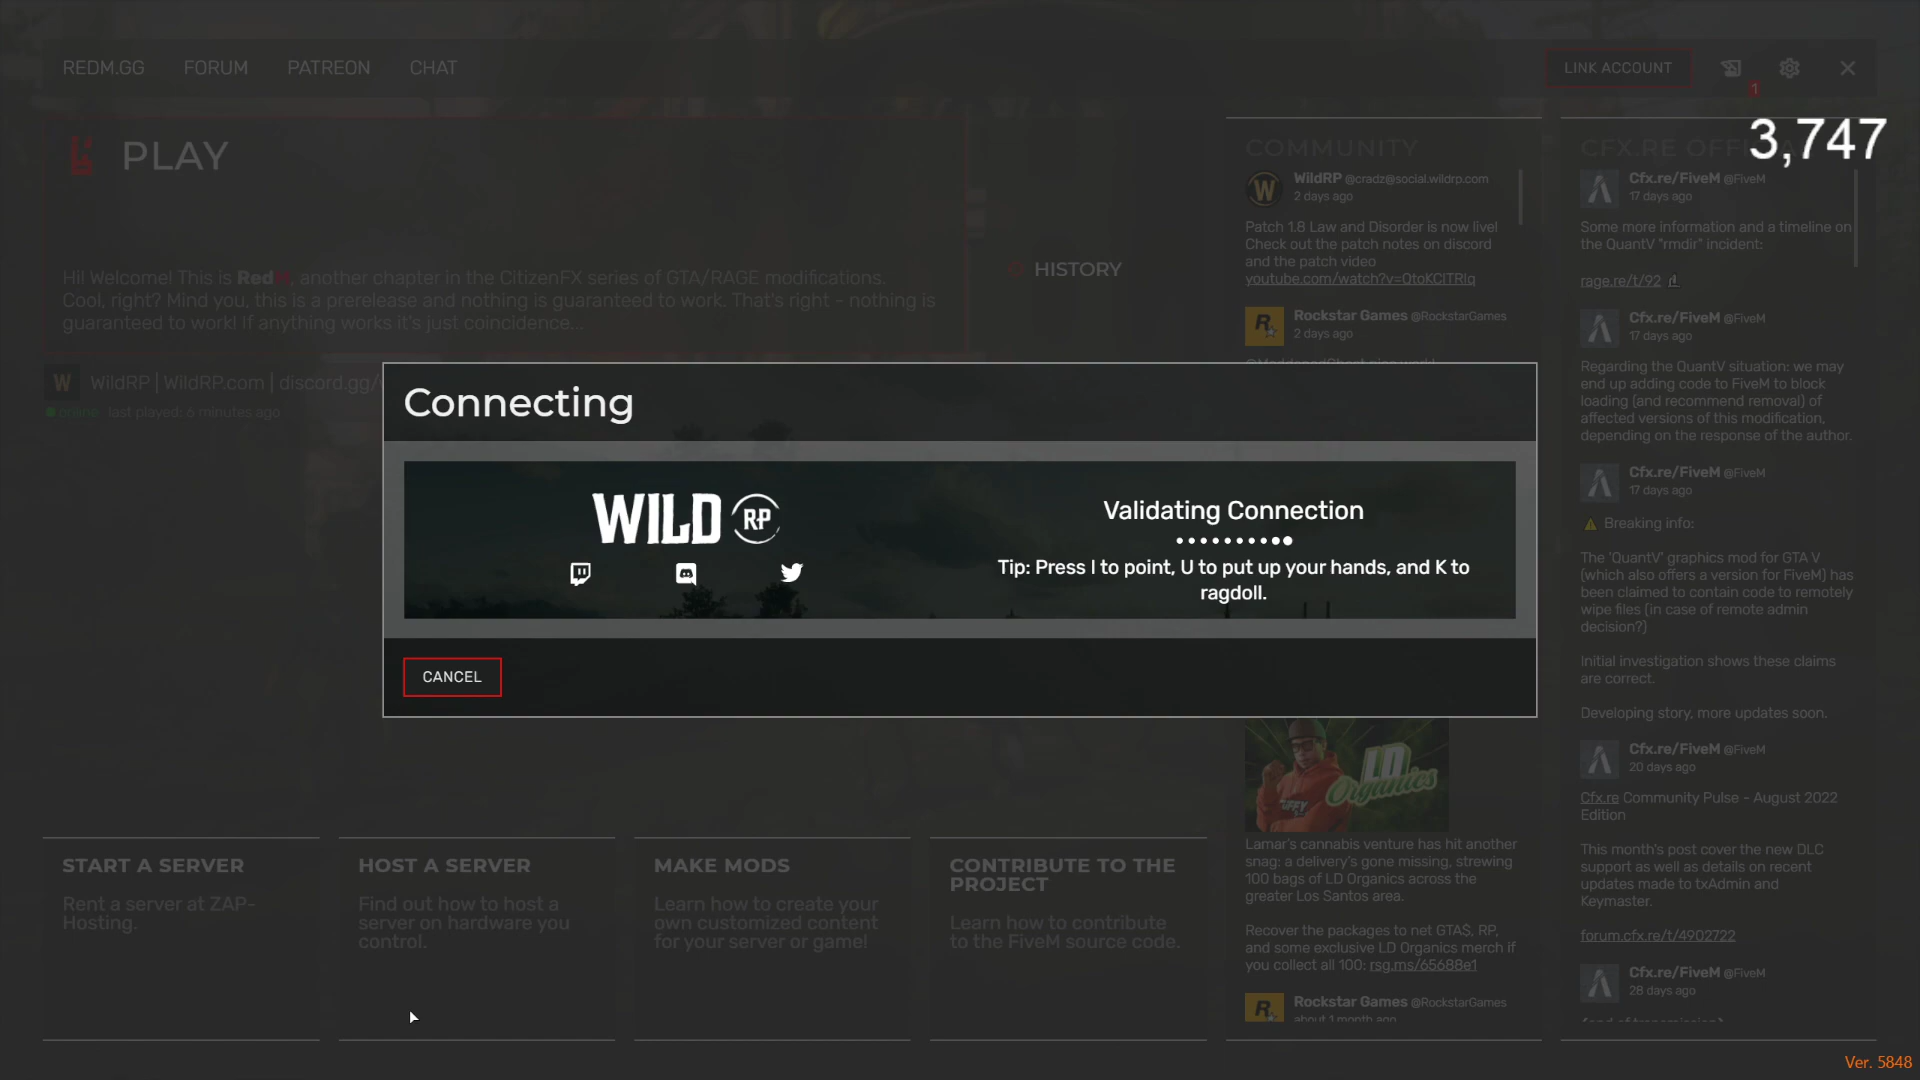 REDM.GG FORUM PATREON CHAT
LINK ACCOUNT
1
3,747
PLAY
Hi! Welcome! This is Red, another chapter in the CitizenFX series of GTA/RAGE modifications.
Cool, right? Mind you, this is a prerelease and nothing is guaranteed to work. That's right - nothing is
guaranteed to work! If anything works it's just coincidence...
HISTORY
WildRP | WildRP.com | discord.gg/
online last played: 6 minutes ago
Connecting
WILD RP
Validating Connection
Tip: Press I to point, U to put up your hands, and K to
ragdoll.
CANCEL
START A SERVER
Rent a server at ZAP-
Hosting.
HOST A SERVER
Find out how to host a
server on hardware you
control.
MAKE MODS
Learn how to create your
own customized content
for your server or game!
CONTRIBUTE TO THE
PROJECT
Learn how to contribute
to the FiveM source code.
COMMUNITY
W WildRP @cradz@social.wildrp.com
2 days ago
Patch 1.8 Law and Disorder is now live!
Check out the patch notes on discord
and the patch video
youtube.com/watch?v=OtoKClTRIq
Rockstar Games @RockstarGames
2 days ago
LD
Organics
Lamar's cannabis venture has hit another
snag: a delivery's gone missing, strewing
100 bags of LD Organics across the
greater Los Santos area.
Recover the packages to net GTA$, RP,
and some exclusive LD Organics merch if
you collect all 100: rsg.ms/65688e1
Rockstar Games @RockstarGames
about 1 month ago
CFX.RE
Cfx.re/FiveM @FiveM
17 days ago
Some more information and a timeline on
the QuantV "rmdir" incident:
rage.re/t/92
Cfx.re/FiveM @FiveM
17 days ago
Regarding the QuantV situation: we may
end up adding code to FiveM to block
loading (and recommend removal) of
affected versions of this modification,
depending on the response of the author.
Cfx.re/FiveM @FiveM
17 days ago
Breaking info:
The 'QuantV' graphics mod for GTA V
(which also offers a version for FiveM) has
been claimed to contain code to remotely
wipe files (in case of remote admin
decision?)
Initial investigation shows these claims
are correct.
Developing story, more updates soon.
Cfx.re/FiveM @FiveM
20 days ago
Cfx.re Community Pulse - August 2022
Edition
This month's post cover the new DLC
support as well as details on recent
updates made to txAdmin and
Keymaster.
forum.cfx.re/t/4902722
Cfx.re/FiveM @FiveM
28 days ago
Ver. 5848